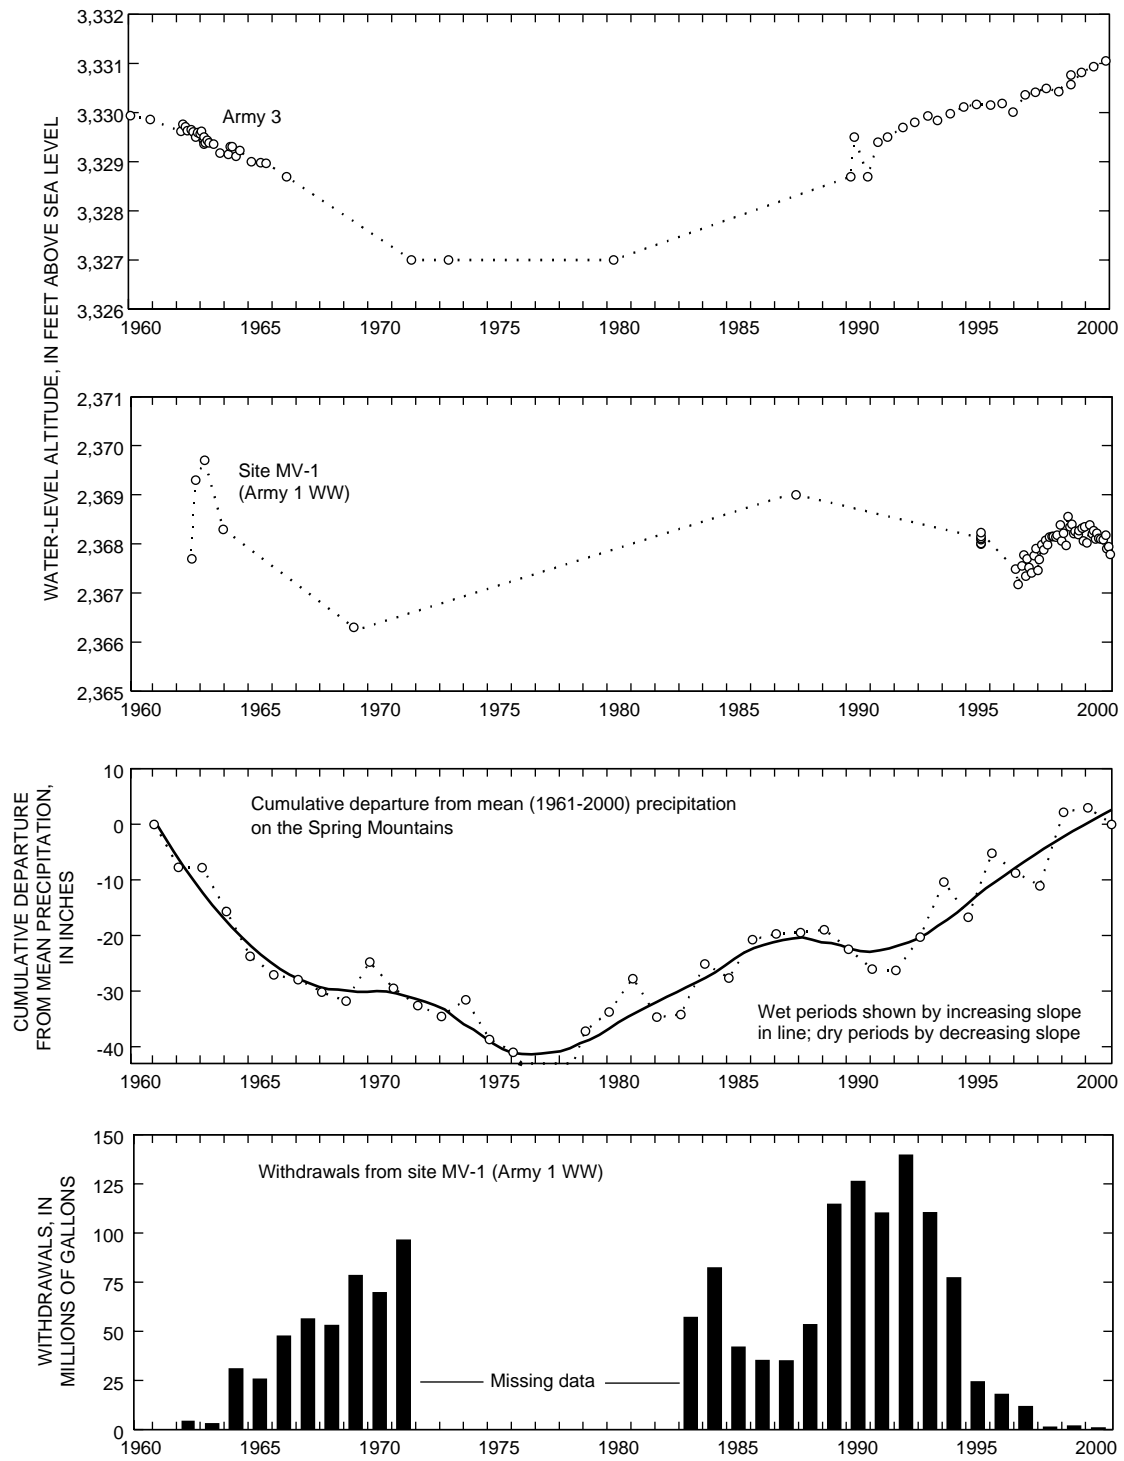 WATER-LEVEL ALTITUDE, IN FEET ABOVE SEA LEVEL
3,332
3,331
3,330
3,329
3,328
3,327
3,326
Army 3
1960 1965 1970 1975 1980 1985 1990 1995 2000
2,371
2,370
2,369
2,368
2,367
2,366
2,365
Site MV-1
(Army 1 WW)
1960 1965 1970 1975 1980 1985 1990 1995 2000
CUMULATIVE DEPARTURE
FROM MEAN PRECIPITATION,
IN INCHES
10
0
-10
-20
-30
-40
Cumulative departure from mean (1961-2000) precipitation
on the Spring Mountains
Wet periods shown by increasing slope
in line; dry periods by decreasing slope
1960 1965 1970 1975 1980 1985 1990 1995 2000
WITHDRAWALS, IN
MILLIONS OF GALLONS
150
125
100
75
50
25
0
Withdrawals from site MV-1 (Army 1 WW)
Missing data
1960 1965 1970 1975 1980 1985 1990 1995 2000